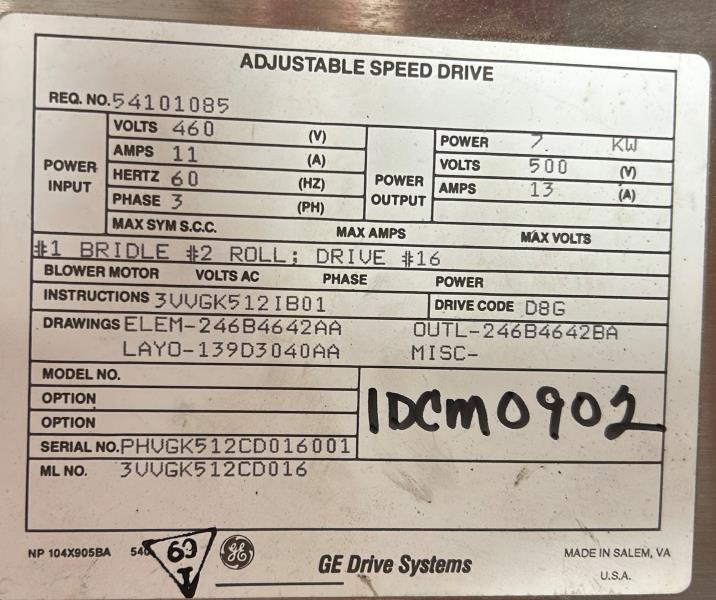 ADJUSTABLE SPEED DRIVE
REQ. NO. 54101085
POWER INPUT
VOLTS 460 (V)
AMPS 11 (A)
HERTZ 60 (HZ)
PHASE 3 (PH)
POWER OUTPUT
POWER 7. KW
VOLTS 500 (V)
AMPS 13 (A)
MAX SYM S.C.C. MAX AMPS MAX VOLTS
#1 BRIDLE #2 ROLL; DRIVE #16
BLOWER MOTOR VOLTS AC PHASE POWER
INSTRUCTIONS 3VVGK512IB01 DRIVE CODE D8G
DRAWINGS ELEM-246B4642AA OUTL-246B4642BA
LAYO-139D3040AA MISC-
MODEL NO.
OPTION
OPTION
1DCM0902
SERIAL NO. PHVGK512CD016001
ML NO. 3VVGK512CD016
NP 104X905BA 540
69
I
GE
GE Drive Systems
MADE IN SALEM, VA
U.S.A.